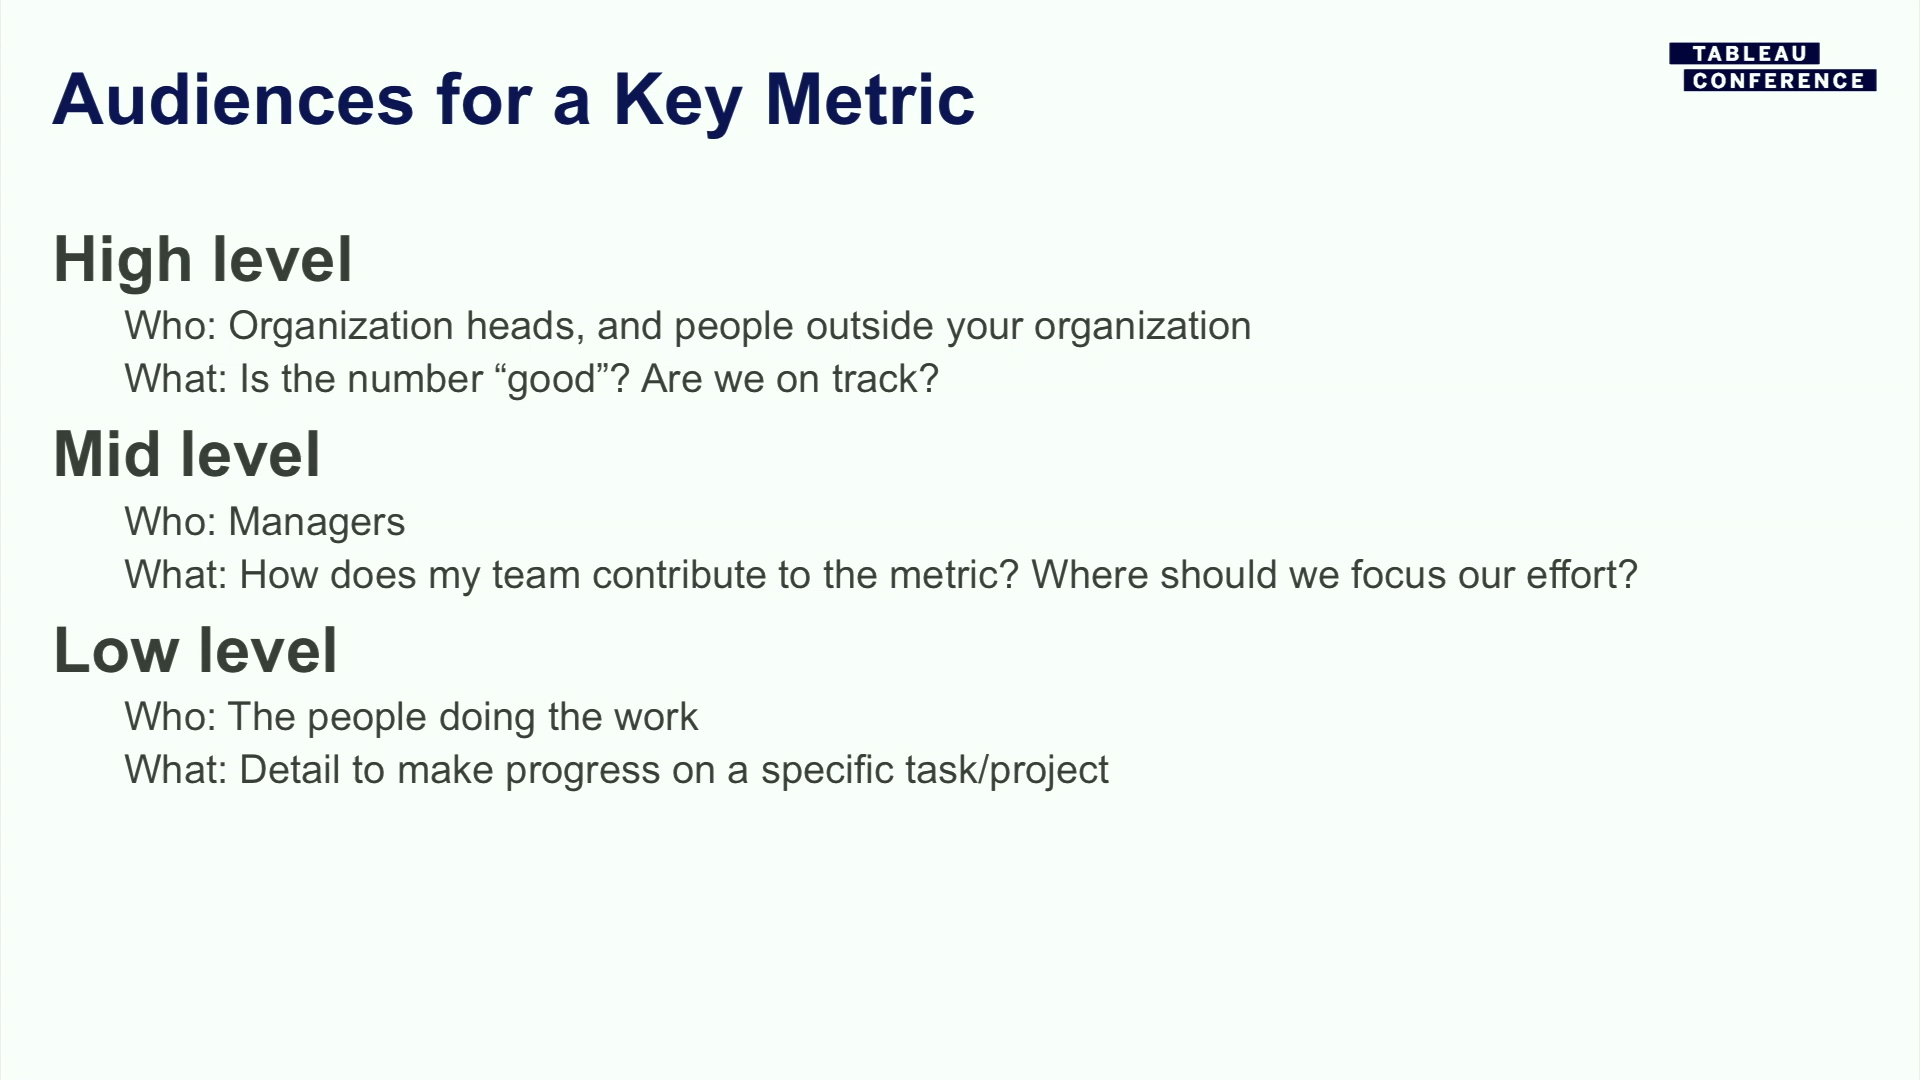 TABLEAU
CONFERENCE
Audiences for a Key Metric
High level
Who: Organization heads, and people outside your organization
What: Is the number “good”? Are we on track?
Mid level
Who: Managers
What: How does my team contribute to the metric? Where should we focus our effort?
Low level
Who: The people doing the work
What: Detail to make progress on a specific task/project